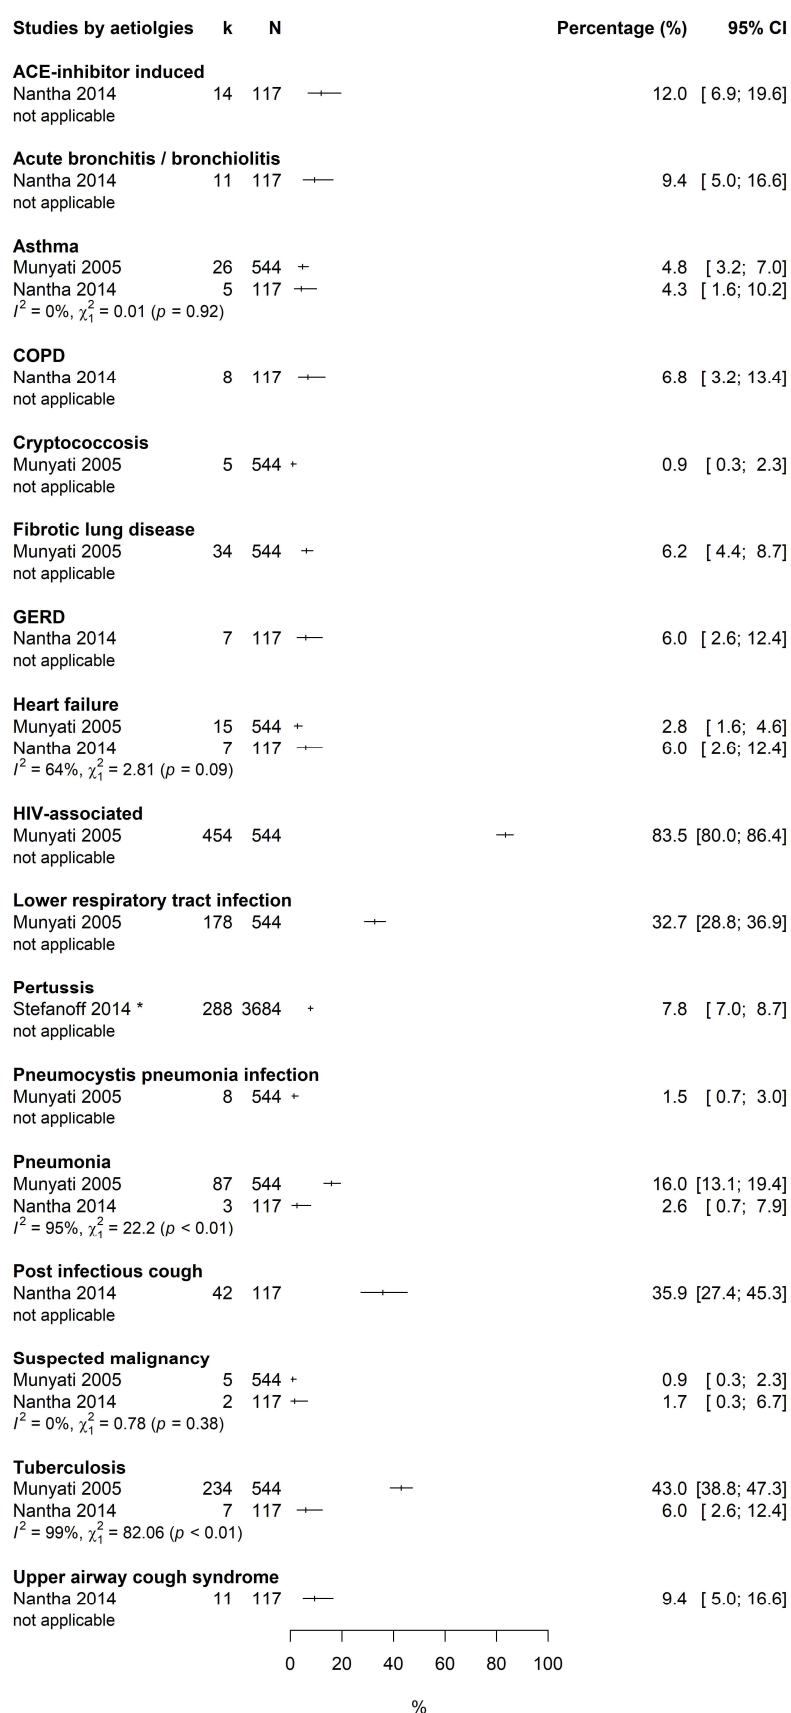 Studies by aetiolgies k N Percentage (%) 95% CI
ACE-inhibitor induced
Nantha 2014 14 117 12.0 [ 6.9; 19.6]
not applicable
Acute bronchitis / bronchiolitis
Nantha 2014 11 117 9.4 [ 5.0; 16.6]
not applicable
Asthma
Munyati 2005 26 544 4.8 [ 3.2; 7.0]
Nantha 2014 5 117 4.3 [ 1.6; 10.2]
I² = 0%, χ²₁ = 0.01 (p = 0.92)
COPD
Nantha 2014 8 117 6.8 [ 3.2; 13.4]
not applicable
Cryptococcosis
Munyati 2005 5 544 0.9 [ 0.3; 2.3]
not applicable
Fibrotic lung disease
Munyati 2005 34 544 6.2 [ 4.4; 8.7]
not applicable
GERD
Nantha 2014 7 117 6.0 [ 2.6; 12.4]
not applicable
Heart failure
Munyati 2005 15 544 2.8 [ 1.6; 4.6]
Nantha 2014 7 117 6.0 [ 2.6; 12.4]
I² = 64%, χ²₁ = 2.81 (p = 0.09)
HIV-associated
Munyati 2005 454 544 83.5 [80.0; 86.4]
not applicable
Lower respiratory tract infection
Munyati 2005 178 544 32.7 [28.8; 36.9]
not applicable
Pertussis
Stefanoff 2014 * 288 3684 7.8 [ 7.0; 8.7]
not applicable
Pneumocystis pneumonia infection
Munyati 2005 8 544 1.5 [ 0.7; 3.0]
not applicable
Pneumonia
Munyati 2005 87 544 16.0 [13.1; 19.4]
Nantha 2014 3 117 2.6 [ 0.7; 7.9]
I² = 95%, χ²₁ = 22.2 (p < 0.01)
Post infectious cough
Nantha 2014 42 117 35.9 [27.4; 45.3]
not applicable
Suspected malignancy
Munyati 2005 5 544 0.9 [ 0.3; 2.3]
Nantha 2014 2 117 1.7 [ 0.3; 6.7]
I² = 0%, χ²₁ = 0.78 (p = 0.38)
Tuberculosis
Munyati 2005 234 544 43.0 [38.8; 47.3]
Nantha 2014 7 117 6.0 [ 2.6; 12.4]
I² = 99%, χ²₁ = 82.06 (p < 0.01)
Upper airway cough syndrome
Nantha 2014 11 117 9.4 [ 5.0; 16.6]
not applicable
0 20 40 60 80 100
%